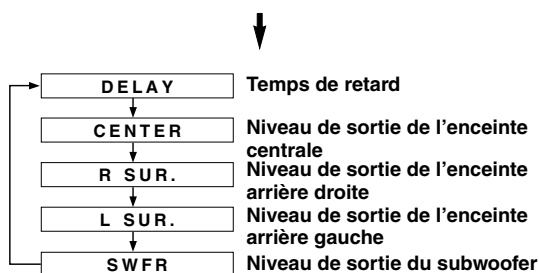 DELAY Temps de retard
CENTER Niveau de sortie de l'enceinte
centrale
R SUR. Niveau de sortie de l'enceinte
arrière droite
L SUR. Niveau de sortie de l'enceinte
arrière gauche
SWFR Niveau de sortie du subwoofer